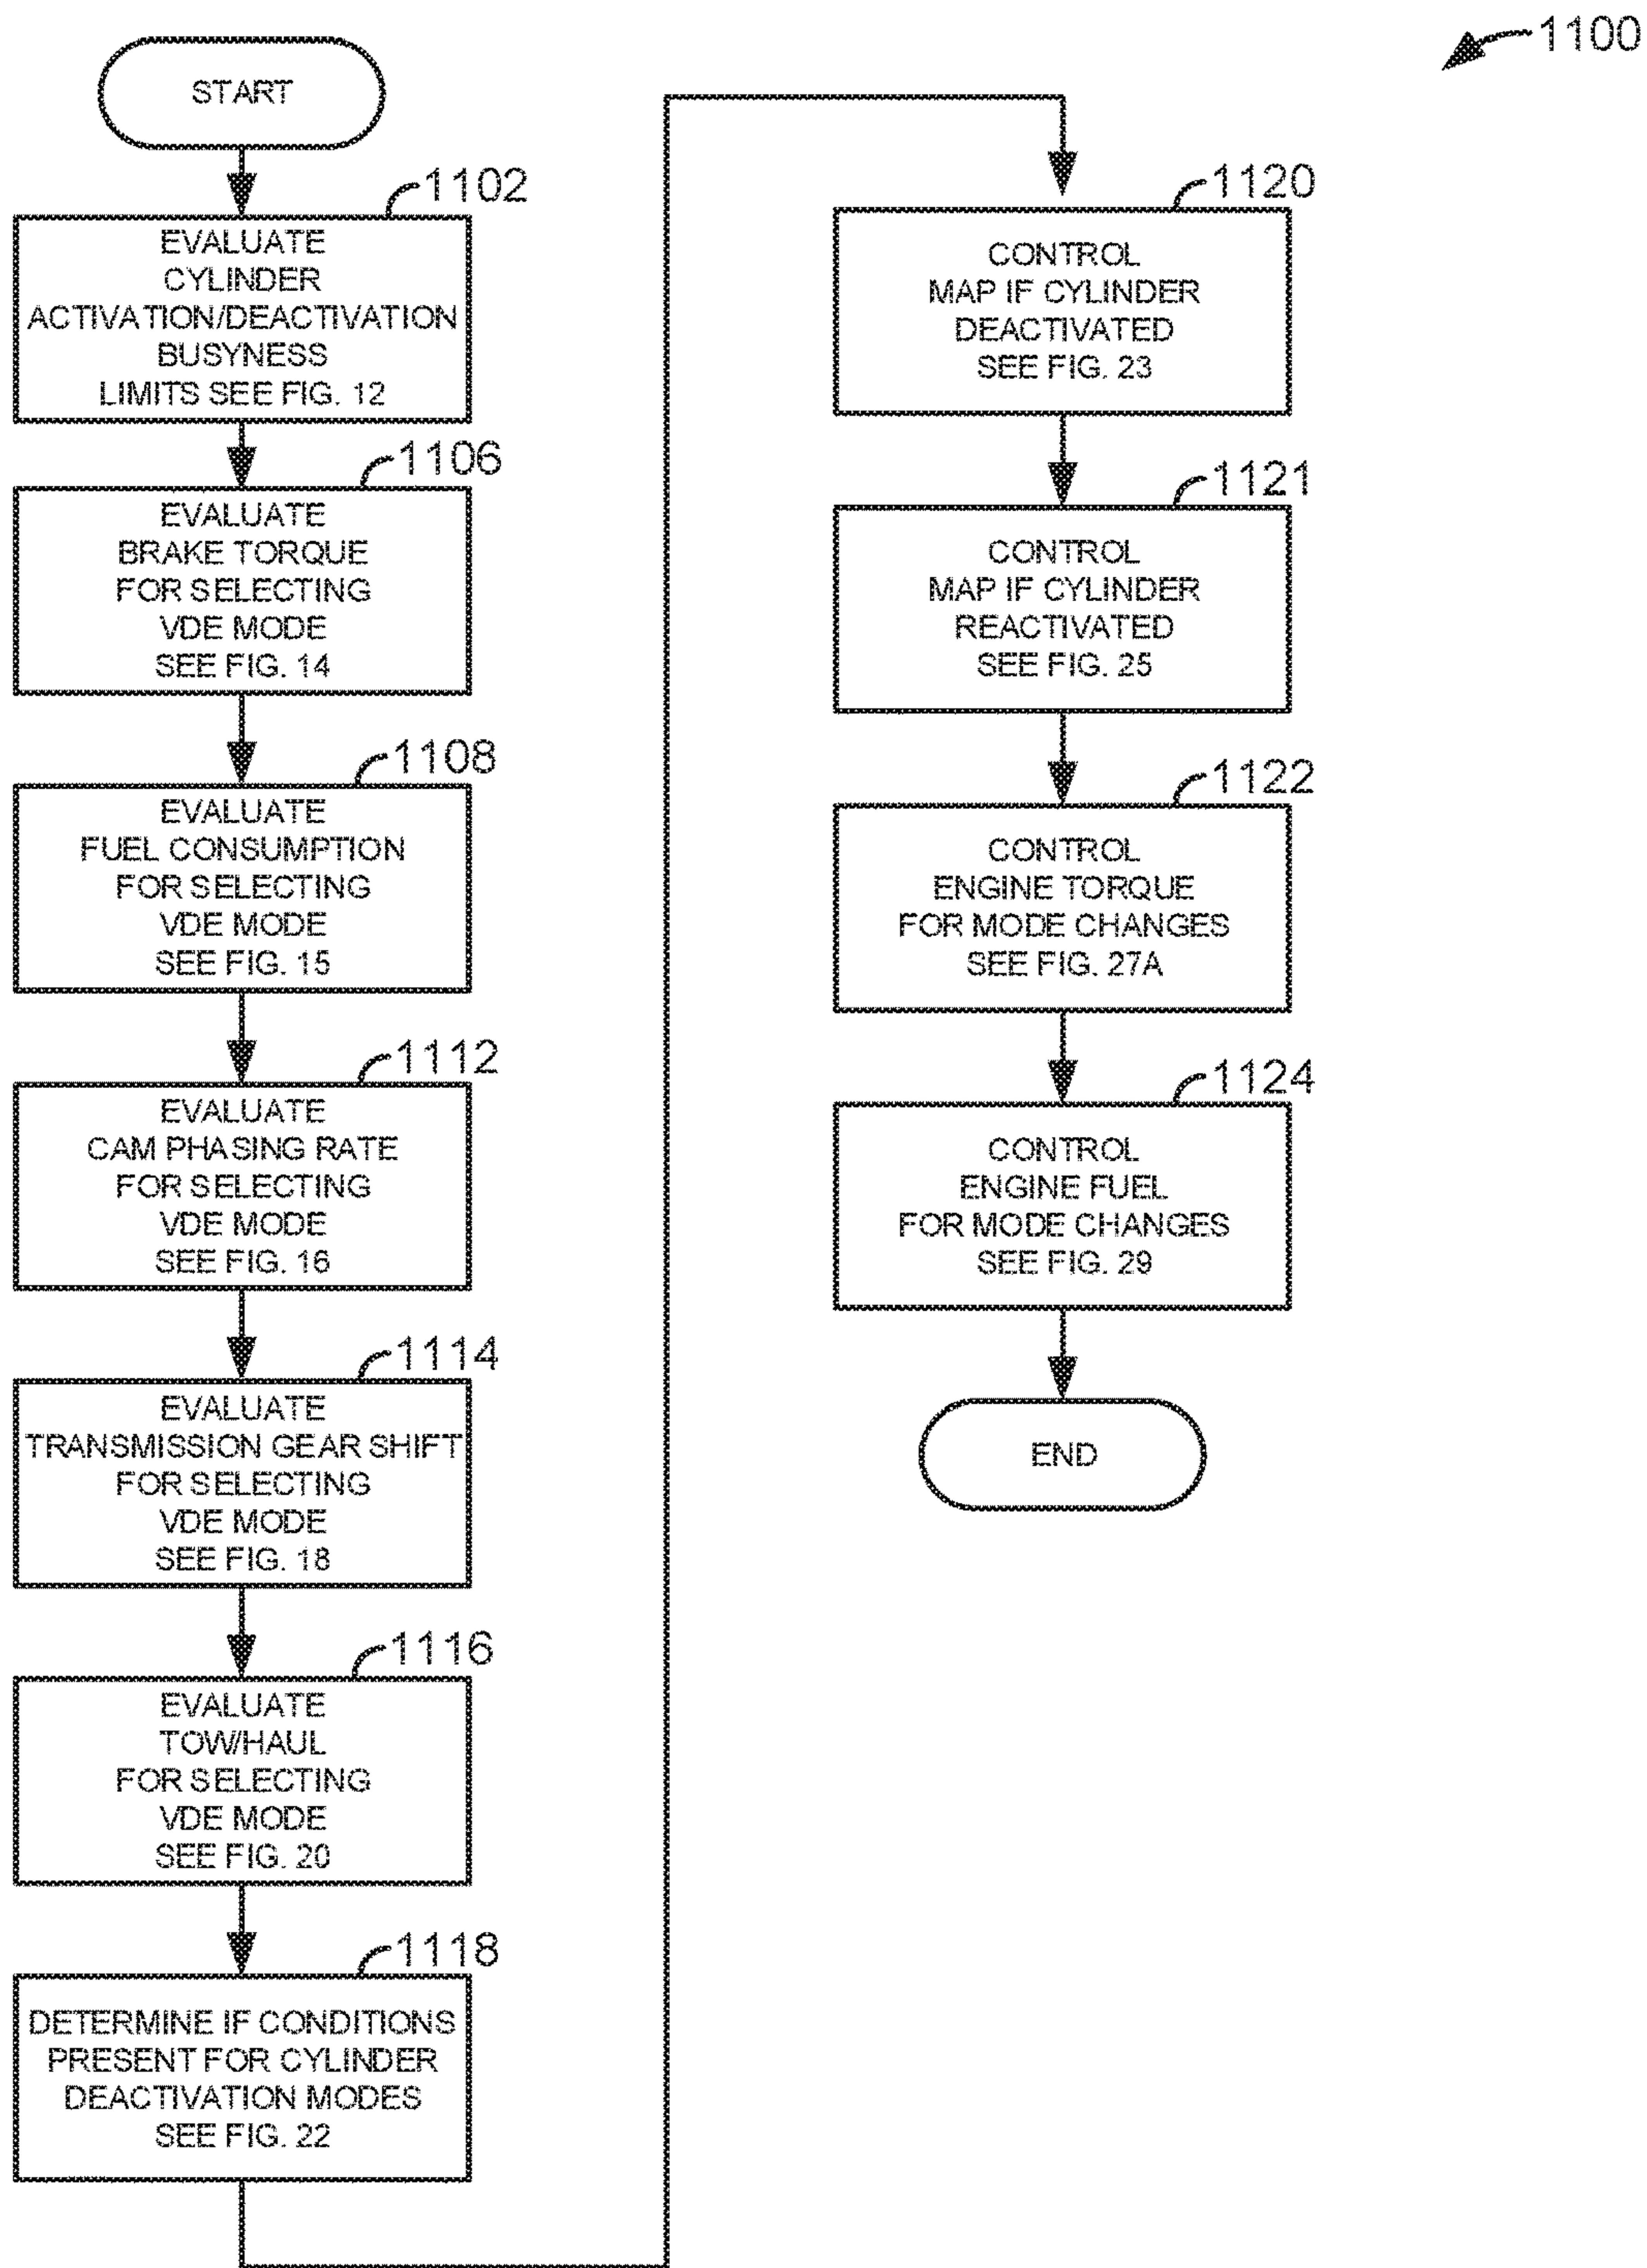 1100
START
1102
EVALUATE
CYLINDER
ACTIVATION/DEACTIVATION
BUSYNESS
LIMITS SEE FIG. 12
1106
EVALUATE
BRAKE TORQUE
FOR SELECTING
VDE MODE
SEE FIG. 14
1108
EVALUATE
FUEL CONSUMPTION
FOR SELECTING
VDE MODE
SEE FIG. 15
1112
EVALUATE
CAM PHASING RATE
FOR SELECTING
VDE MODE
SEE FIG. 16
1114
EVALUATE
TRANSMISSION GEAR SHIFT
FOR SELECTING
VDE MODE
SEE FIG. 18
1116
EVALUATE
TOW/HAUL
FOR SELECTING
VDE MODE
SEE FIG. 20
1118
DETERMINE IF CONDITIONS
PRESENT FOR CYLINDER
DEACTIVATION MODES
SEE FIG. 22
1120
CONTROL
MAP IF CYLINDER
DEACTIVATED
SEE FIG. 23
1121
CONTROL
MAP IF CYLINDER
REACTIVATED
SEE FIG. 25
1122
CONTROL
ENGINE TORQUE
FOR MODE CHANGES
SEE FIG. 27A
1124
CONTROL
ENGINE FUEL
FOR MODE CHANGES
SEE FIG. 29
END